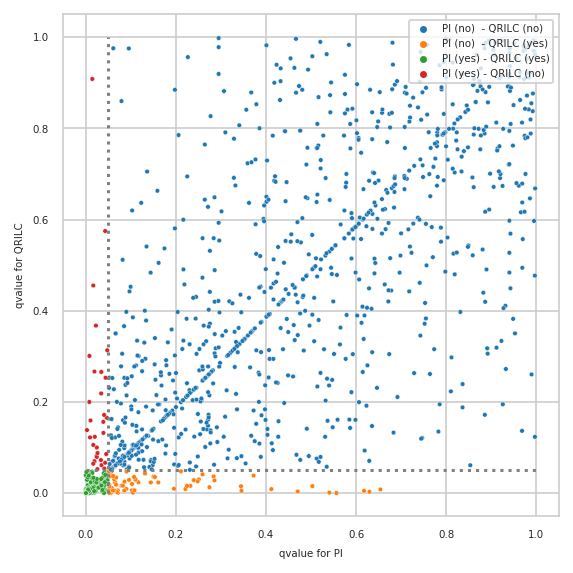 PI (no)  - QRILC (no)
PI (no)  - QRILC (yes)
PI (yes) - QRILC (yes)
PI (yes) - QRILC (no)
1.0
0.8
0.6
0.4
0.2
0.0
qvalue for QRILC
0.0 0.2 0.4 0.6 0.8 1.0
qvalue for PI